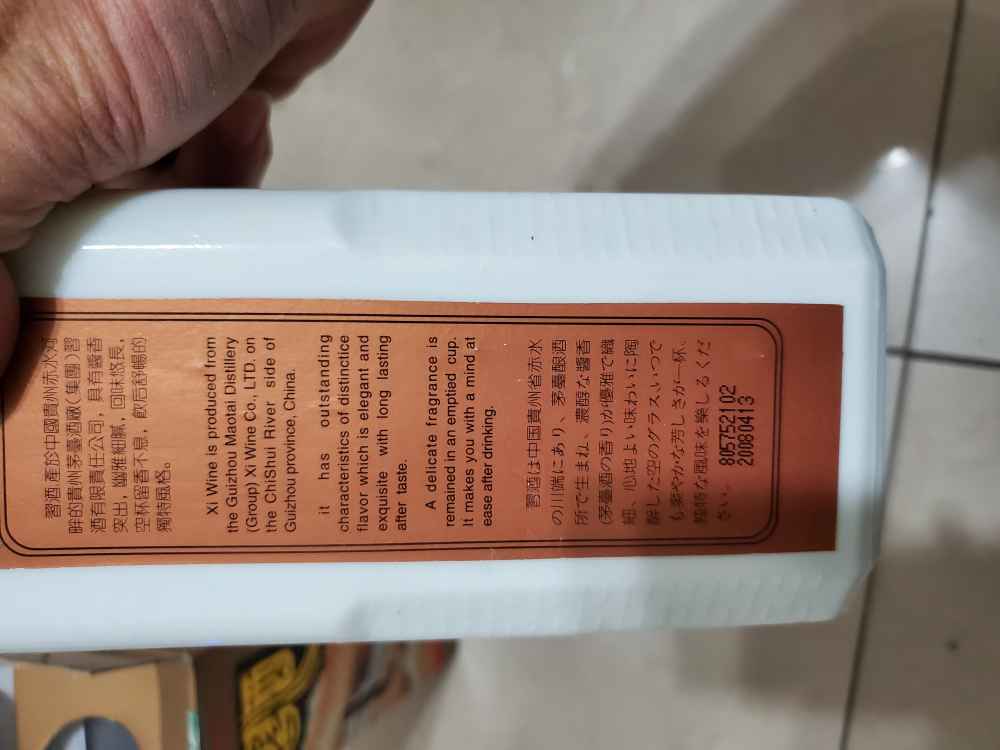 習酒 產於中國貴州赤水河
畔的貴州茅臺酒廠(集團)習
酒有限責任公司，具有醬香
突出，幽雅細膩，回味悠長，
空杯留香不息，飲后舒暢的
獨特風格。
Xi Wine is produced from
the Guizhou Maotai Distillery
(Group) Xi Wine Co., LTD. on
the ChiShui River side of
Guizhou province, China.
it has outstanding
characteristics of distinctice
flavor which is elegant and
exquisite with long lasting
after taste.
A delicate fragrance is
remained in an emptied cup.
It makes you with a mind at
ease after drinking.
習酒は中国貴州省赤水
の川端にあり、茅臺酸酒
所で生まれ、濃醇な醬香
(茅臺酒の香り)が優雅で繊
細、心地よい味わいに陶
酔した空のグラス、いつで
も柔やかな芳しさが一杯、
独特な風味を楽しるくだ
さい。
805752102
20080413